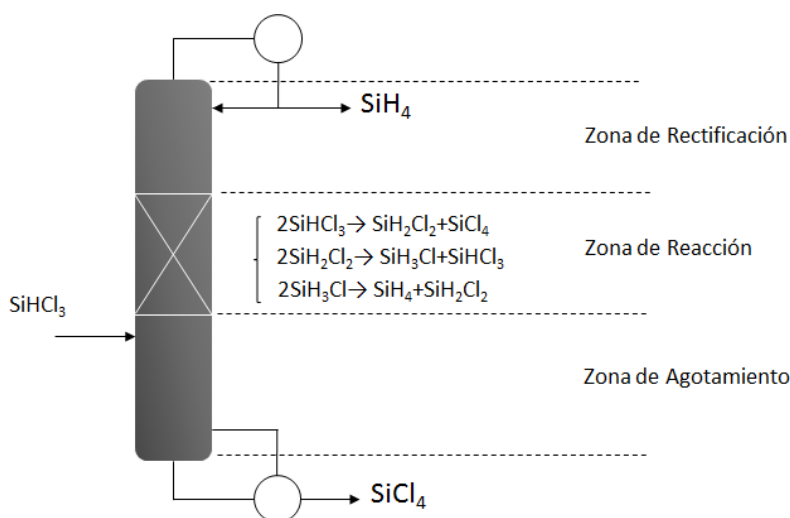 SiH₄
Zona de Rectificación
2SiHCl₃→ SiH₂Cl₂+SiCl₄
2SiH₂Cl₂→ SiH₃Cl+SiHCl₃
2SiH₃Cl→ SiH₄+SiH₂Cl₂
Zona de Reacción
SiHCl₃
Zona de Agotamiento
SiCl₄